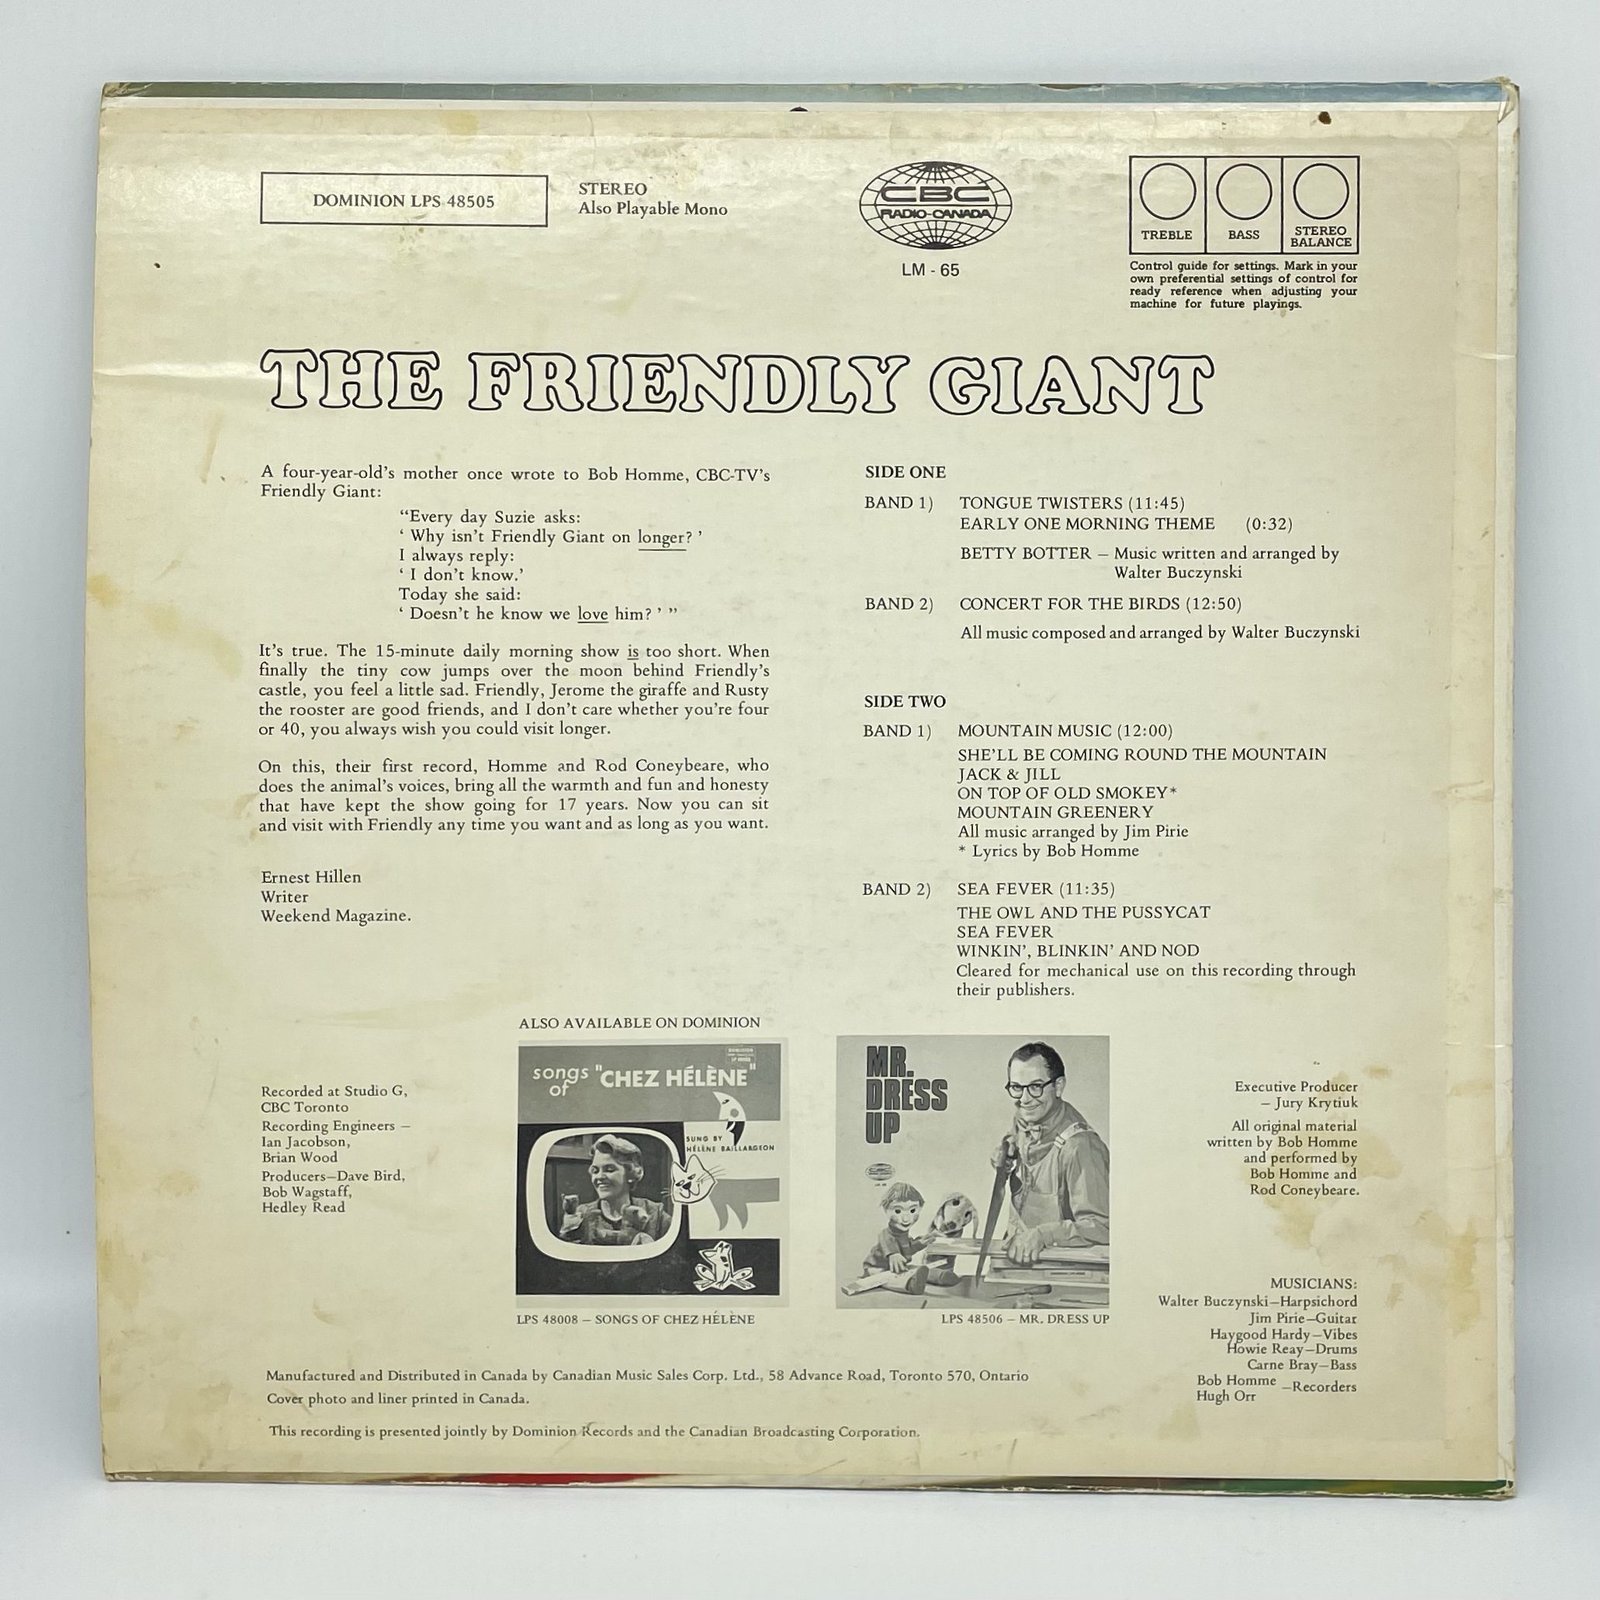 DOMINION LPS 48505
STEREO
Also Playable Mono
CBC
RADIO-CANADA
LM - 65
TREBLE
BASS
STEREO
BALANCE
Control guide for settings. Mark in your
own preferential settings of control for
ready reference when adjusting your
machine for future playings.
THE FRIENDLY GIANT
A four-year-old's mother once wrote to Bob Homme, CBC-TV's
Friendly Giant:
“Every day Suzie asks:
‘ Why isn't Friendly Giant on longer? ’
I always reply:
‘ I don't know.’
Today she said:
‘ Doesn't he know we love him? ’ ”
It's true. The 15-minute daily morning show is too short. When
finally the tiny cow jumps over the moon behind Friendly's
castle, you feel a little sad. Friendly, Jerome the giraffe and Rusty
the rooster are good friends, and I don't care whether you're four
or 40, you always wish you could visit longer.
On this, their first record, Homme and Rod Coneybeare, who
does the animal's voices, bring all the warmth and fun and honesty
that have kept the show going for 17 years. Now you can sit
and visit with Friendly any time you want and as long as you want.
Ernest Hillen
Writer
Weekend Magazine.
SIDE ONE
BAND 1) TONGUE TWISTERS (11:45)
EARLY ONE MORNING THEME (0:32)
BETTY BOTTER – Music written and arranged by
Walter Buczynski
BAND 2) CONCERT FOR THE BIRDS (12:50)
All music composed and arranged by Walter Buczynski
SIDE TWO
BAND 1) MOUNTAIN MUSIC (12:00)
SHE'LL BE COMING ROUND THE MOUNTAIN
JACK & JILL
ON TOP OF OLD SMOKEY*
MOUNTAIN GREENERY
All music arranged by Jim Pirie
* Lyrics by Bob Homme
BAND 2) SEA FEVER (11:35)
THE OWL AND THE PUSSYCAT
SEA FEVER
WINKIN', BLINKIN' AND NOD
Cleared for mechanical use on this recording through
their publishers.
Recorded at Studio G,
CBC Toronto
Recording Engineers –
Ian Jacobson,
Brian Wood
Producers–Dave Bird,
Bob Wagstaff,
Hedley Read
ALSO AVAILABLE ON DOMINION
songs of "CHEZ HÉLÈNE"
SUNG BY
HÉLÈNE BAILLARGEON
LPS 48008 – SONGS OF CHEZ HÉLÈNE
MR.
DRESS
UP
LPS 48506 – MR. DRESS UP
Executive Producer
– Jury Krytiuk
All original material
written by Bob Homme
and performed by
Bob Homme and
Rod Coneybeare.
MUSICIANS:
Walter Buczynski–Harpsichord
Jim Pirie–Guitar
Haygood Hardy–Vibes
Howie Reay–Drums
Carne Bray–Bass
Bob Homme
Hugh Orr –Recorders
Manufactured and Distributed in Canada by Canadian Music Sales Corp. Ltd., 58 Advance Road, Toronto 570, Ontario
Cover photo and liner printed in Canada.
This recording is presented jointly by Dominion Records and the Canadian Broadcasting Corporation.